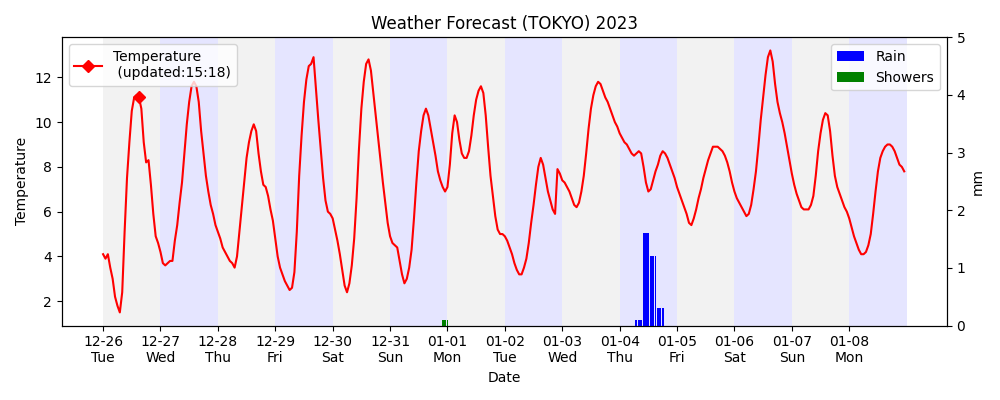 Weather Forecast (TOKYO) 2023
Temperature
(updated:15:18)
Rain
Showers
Temperature
12
10
8
6
4
2
5
4
3
2
1
0
mm
12-26 12-27 12-28 12-29 12-30 12-31 01-01 01-02 01-03 01-04 01-05 01-06 01-07 01-08
Tue Wed Thu Fri Sat Sun Mon Tue Wed Thu Fri Sat Sun Mon
Date